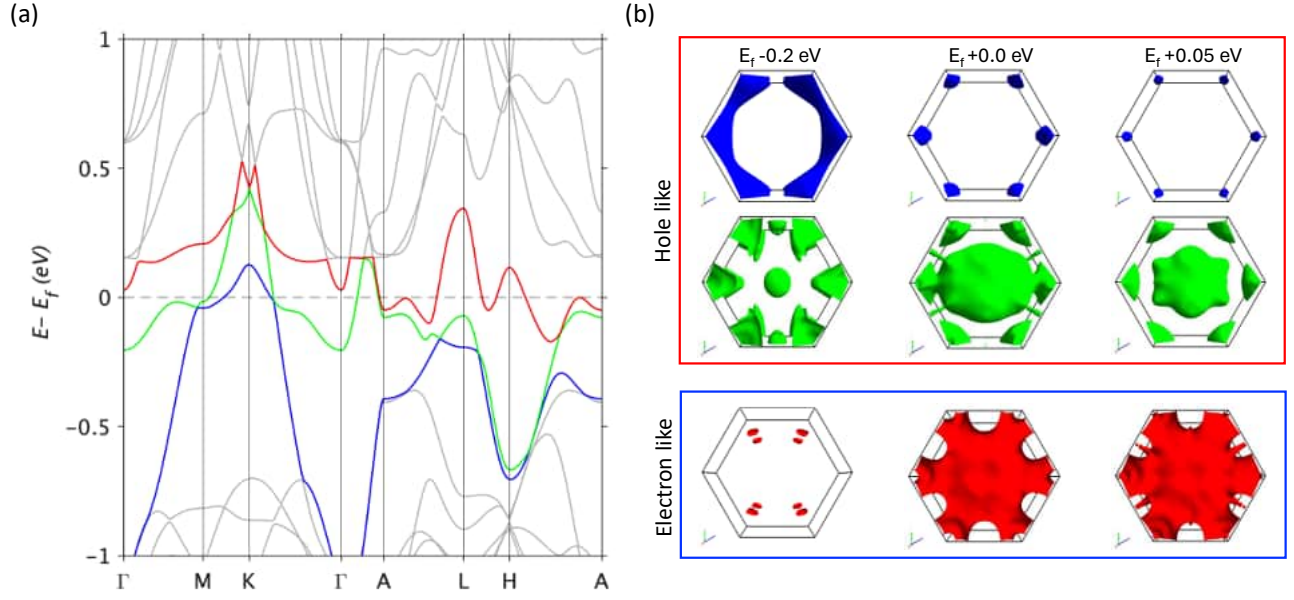 (a)
1
0.5
0
−0.5
−1
E− E_f (eV)
Γ M K Γ A L H A
(b)
Hole like
E_f -0.2 eV E_f +0.0 eV E_f +0.05 eV
Electron like